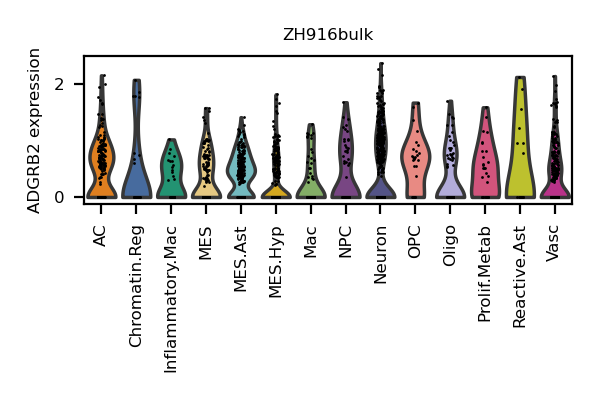 ZH916bulk
ADGRB2 expression
2
0
AC
Chromatin.Reg
Inflammatory.Mac
MES
MES.Ast
MES.Hyp
Mac
NPC
Neuron
OPC
Oligo
Prolif.Metab
Reactive.Ast
Vasc